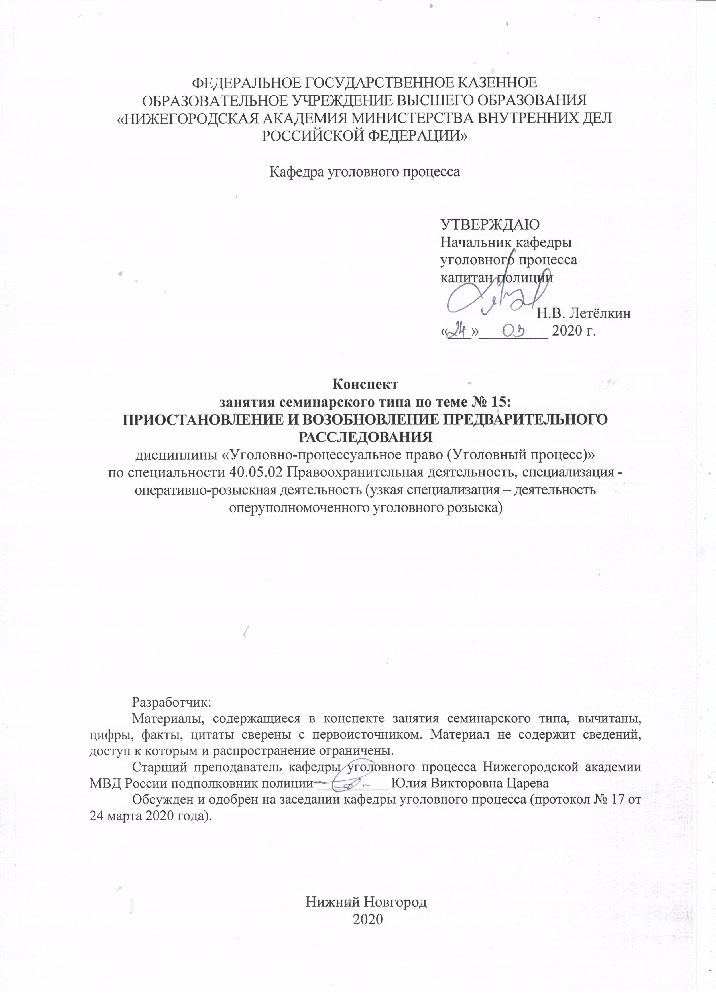 ФЕДЕРАЛЬНОЕ ГОСУДАРСТВЕННОЕ КАЗЕННОЕ
ОБРАЗОВАТЕЛЬНОЕ УЧРЕЖДЕНИЕ ВЫСШЕГО ОБРАЗОВАНИЯ
«НИЖЕГОРОДСКАЯ АКАДЕМИЯ МИНИСТЕРСТВА ВНУТРЕННИХ ДЕЛ
РОССИЙСКОЙ ФЕДЕРАЦИИ»
Кафедра уголовного процесса
УТВЕРЖДАЮ
Начальник кафедры
уголовного процесса
капитан полиции
Н.В. Летёлкин
«24» 03 2020 г.
Конспект
занятия семинарского типа по теме № 15:
ПРИОСТАНОВЛЕНИЕ И ВОЗОБНОВЛЕНИЕ ПРЕДВАРИТЕЛЬНОГО
РАССЛЕДОВАНИЯ
дисциплины «Уголовно-процессуальное право (Уголовный процесс)»
по специальности 40.05.02 Правоохранительная деятельность, специализация -
оперативно-розыскная деятельность (узкая специализация – деятельность
оперуполномоченного уголовного розыска)
Разработчик:
Материалы, содержащиеся в конспекте занятия семинарского типа, вычитаны,
цифры, факты, цитаты сверены с первоисточником. Материал не содержит сведений,
доступ к которым и распространение ограничены.
Старший преподаватель кафедры уголовного процесса Нижегородской академии
МВД России подполковник полиции __________ Юлия Викторовна Царева
Обсужден и одобрен на заседании кафедры уголовного процесса (протокол № 17 от
24 марта 2020 года).
Нижний Новгород
2020